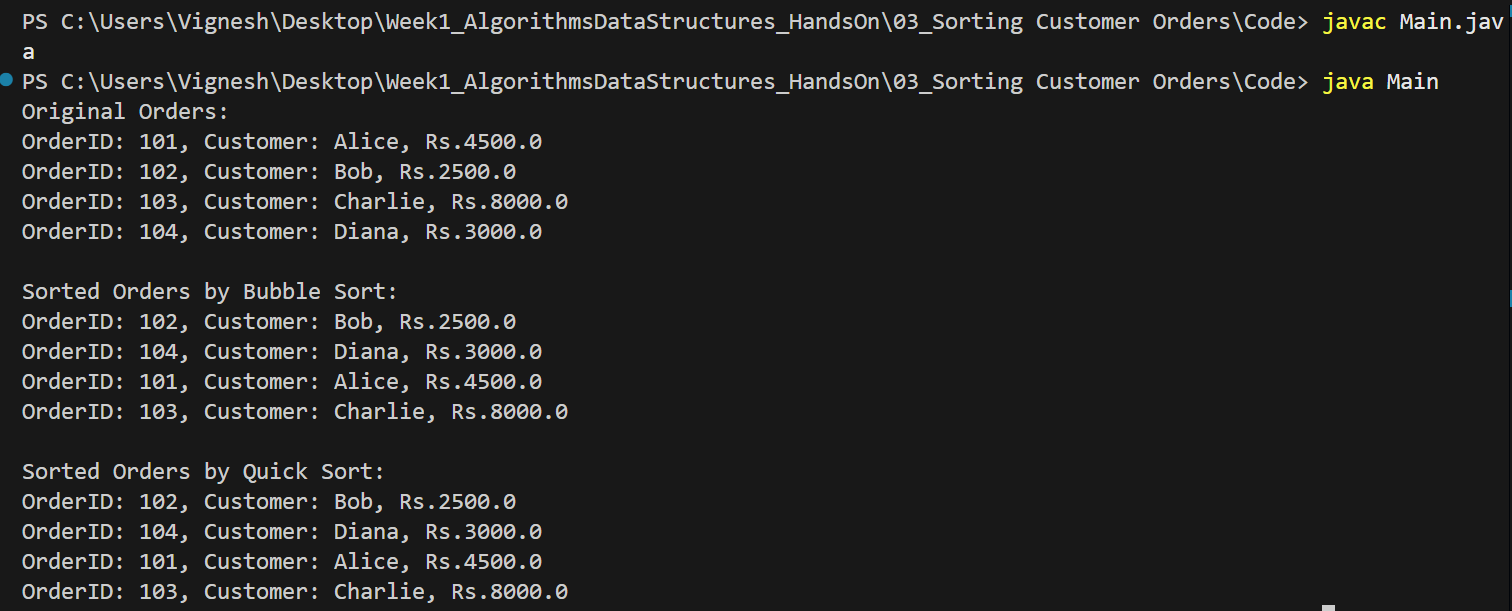 PS C:\Users\Vignesh\Desktop\Week1_AlgorithmsDataStructures_HandsOn\03_Sorting Customer Orders\Code> javac Main.jav
a
PS C:\Users\Vignesh\Desktop\Week1_AlgorithmsDataStructures_HandsOn\03_Sorting Customer Orders\Code> java Main
Original Orders:
OrderID: 101, Customer: Alice, Rs.4500.0
OrderID: 102, Customer: Bob, Rs.2500.0
OrderID: 103, Customer: Charlie, Rs.8000.0
OrderID: 104, Customer: Diana, Rs.3000.0

Sorted Orders by Bubble Sort:
OrderID: 102, Customer: Bob, Rs.2500.0
OrderID: 104, Customer: Diana, Rs.3000.0
OrderID: 101, Customer: Alice, Rs.4500.0
OrderID: 103, Customer: Charlie, Rs.8000.0

Sorted Orders by Quick Sort:
OrderID: 102, Customer: Bob, Rs.2500.0
OrderID: 104, Customer: Diana, Rs.3000.0
OrderID: 101, Customer: Alice, Rs.4500.0
OrderID: 103, Customer: Charlie, Rs.8000.0